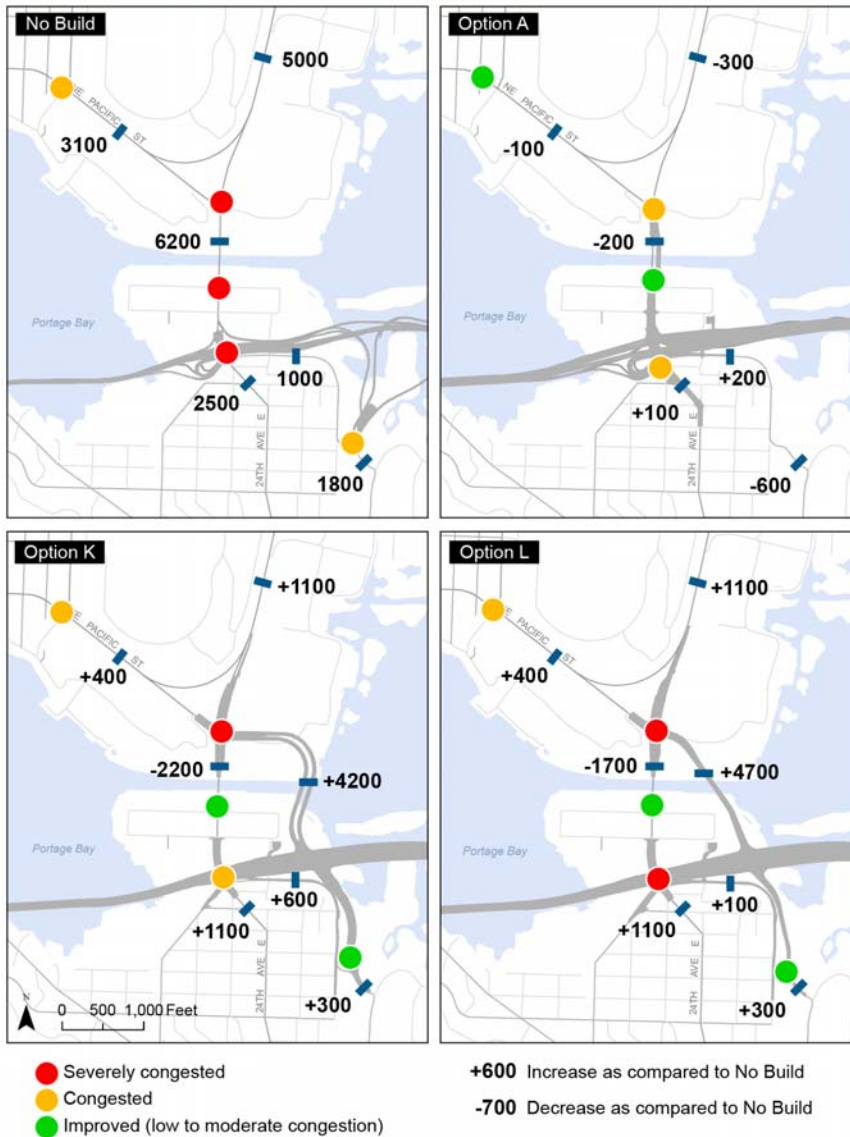 No Build
5000
NE PACIFIC ST
3100
6200
Portage Bay
1000
2500
24TH AVE E
1800
Option A
-300
NE PACIFIC ST
-100
-200
Portage Bay
+200
+100
24TH AVE E
-600
Option K
+1100
NE PACIFIC ST
+400
-2200
+4200
Portage Bay
+600
+1100
24TH AVE E
+300
N
0 500 1,000 Feet
Option L
+1100
NE PACIFIC ST
+400
-1700
+4700
Portage Bay
+100
+1100
24TH AVE E
+300
Severely congested
Congested
Improved (low to moderate congestion)
+600 Increase as compared to No Build
-700 Decrease as compared to No Build